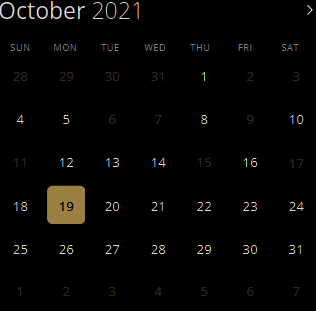 October 2021
SUN MON TUE WED THU FRI SAT
28 29 30 31 1 2 3
4 5 6 7 8 9 10
11 12 13 14 15 16 17
18 19 20 21 22 23 24
25 26 27 28 29 30 31
1 2 3 4 5 6 7